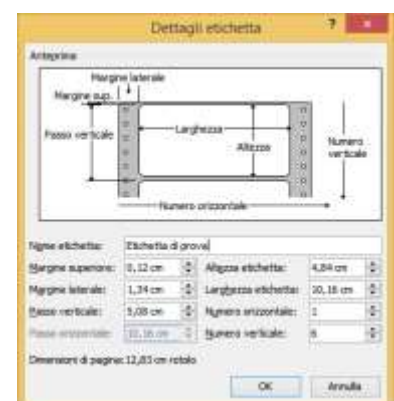 Dettagli etichetta ?
Anteprima
Margine laterale
Margine sup.
Passo verticale
Larghezza
Altezza
Numero verticale
Numero orizzontale
Nome etichetta: Etichetta di prova
Margine superiore: 0,12 cm Altezza etichetta: 4,84 cm
Margine laterale: 1,34 cm Larghezza etichetta: 10,16 cm
Passo verticale: 5,08 cm Numero orizzontale: 1
Passo orizzontale: 10,16 cm Numero verticale: 6
Dimensioni di pagina: 12,83 cm rotolo
OK Annulla